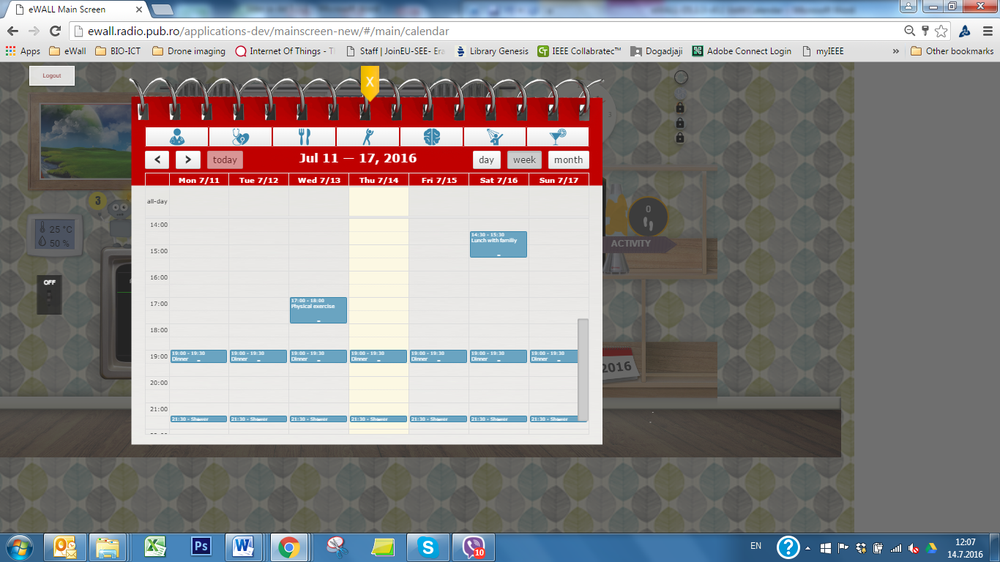 eWALL Main Screen
ewall.radio.pub.ro/applications-dev/mainscreen-new/#/main/calendar
Apps eWall BIO-ICT Drone imaging Internet Of Things - Th Staff | JoinEU-SEE- Era Library Genesis IEEE Collabratec™ Dogadjaji Adobe Connect Login myIEEE » Other bookmarks
Logout
X
today
Jul 11 — 17, 2016
day week month
Mon 7/11 Tue 7/12 Wed 7/13 Thu 7/14 Fri 7/15 Sat 7/16 Sun 7/17
all-day
14:00
14:30 - 15:30
Lunch with familiy
15:00
16:00
17:00
17:00 - 18:00
Physical exercise
18:00
19:00
19:00 - 19:30 19:00 - 19:30 19:00 - 19:30 19:00 - 19:30 19:00 - 19:30 19:00 - 19:30 19:00 - 19:30
Dinner Dinner Dinner Dinner Dinner Dinner Dinner
20:00
21:00
21:30 - Shower 21:30 - Shower 21:30 - Shower 21:30 - Shower 21:30 - Shower 21:30 - Shower 21:30 - Shower
3
25 °C
50 %
OFF
3
0
ACTIVITY
2016
W
Ps
S
10
EN
?
12:07
14.7.2016